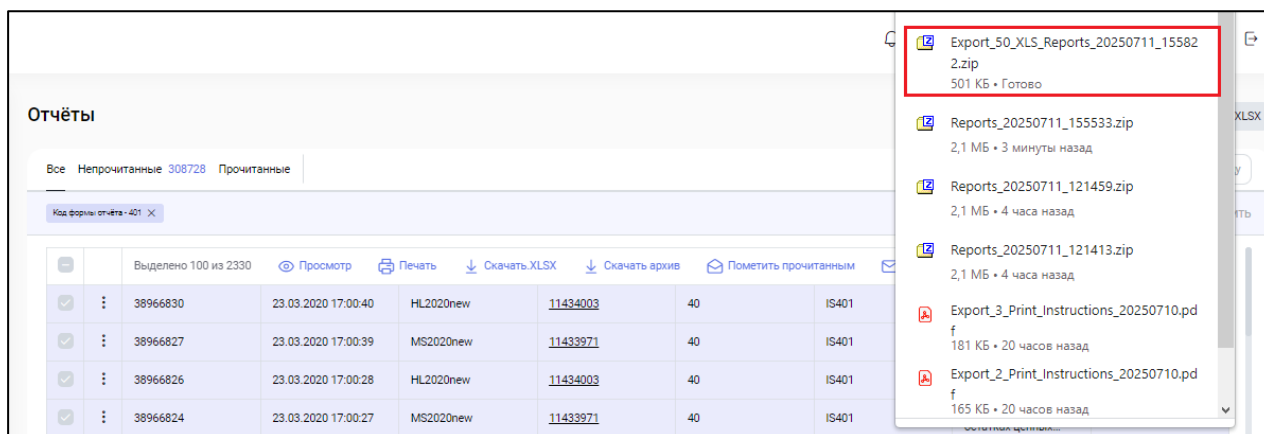 Export_50_XLS_Reports_20250711_15582
2.zip
501 КБ • Готово
Отчёты
XLSX
Reports_20250711_155533.zip
2,1 МБ • 3 минуты назад
Все Непрочитанные 308728 Прочитанные
Reports_20250711_121459.zip
2,1 МБ • 4 часа назад
Код формы отчёта - 401
Reports_20250711_121413.zip
2,1 МБ • 4 часа назад
Выделено 100 из 2330 Просмотр Печать Скачать.XLSX Скачать архив Пометить прочитанным
38966830 23.03.2020 17:00:40 HL2020new 11434003 40 IS401
Export_3_Print_Instructions_20250710.pd
f
181 КБ • 20 часов назад
38966827 23.03.2020 17:00:39 MS2020new 11433971 40 IS401
38966826 23.03.2020 17:00:28 HL2020new 11434003 40 IS401
Export_2_Print_Instructions_20250710.pd
f
165 КБ • 20 часов назад
38966824 23.03.2020 17:00:27 MS2020new 11433971 40 IS401